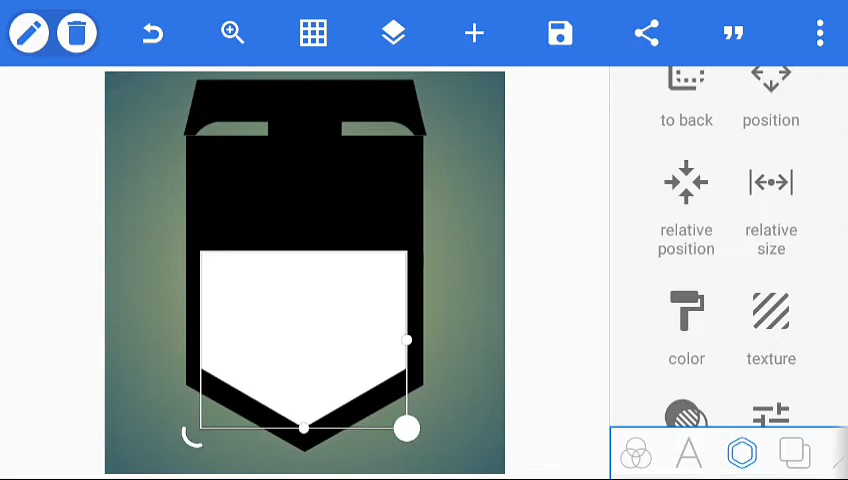 to back
position
relative
position
relative
size
color
texture